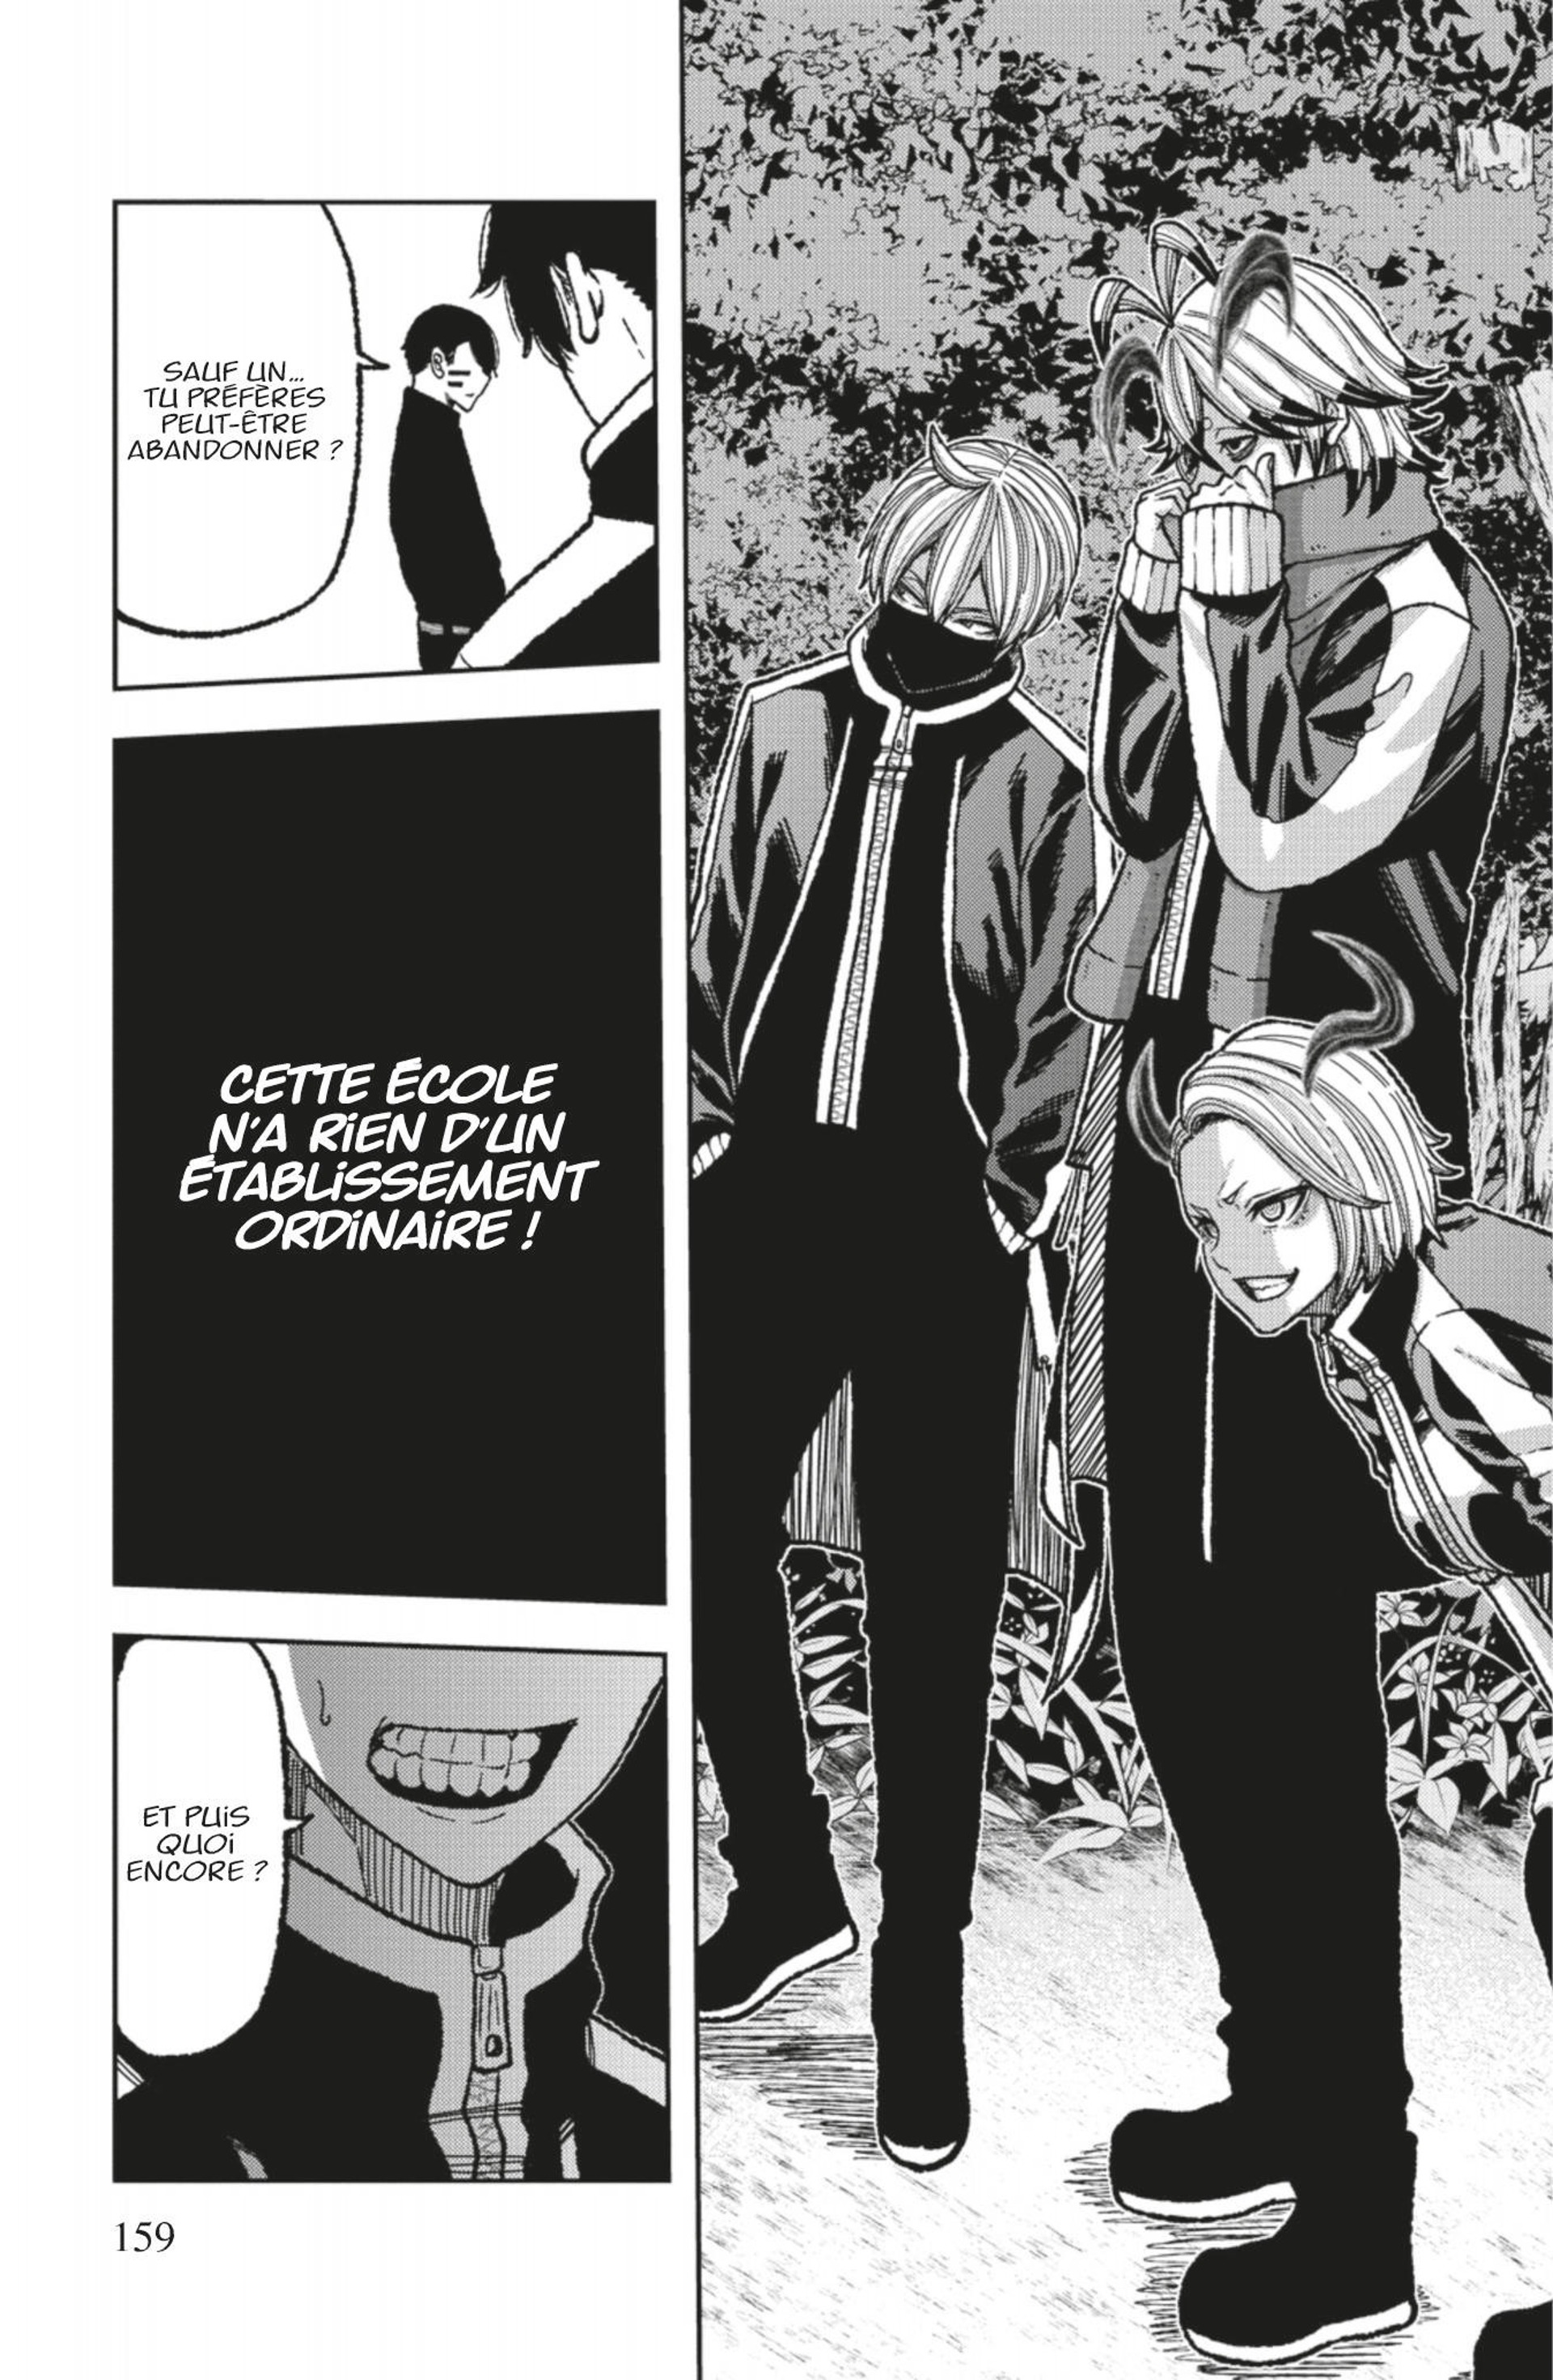 SAUF UN...
TU PRÉFÈRES
PEUT-ÊTRE
ABANDONNER ?
CETTE ÉCOLE
N'A RiEN D'UN
ÉTABLiSSEMENT
ORDiNAiRE !
ET PUiS
QUOi
ENCORE ?
159